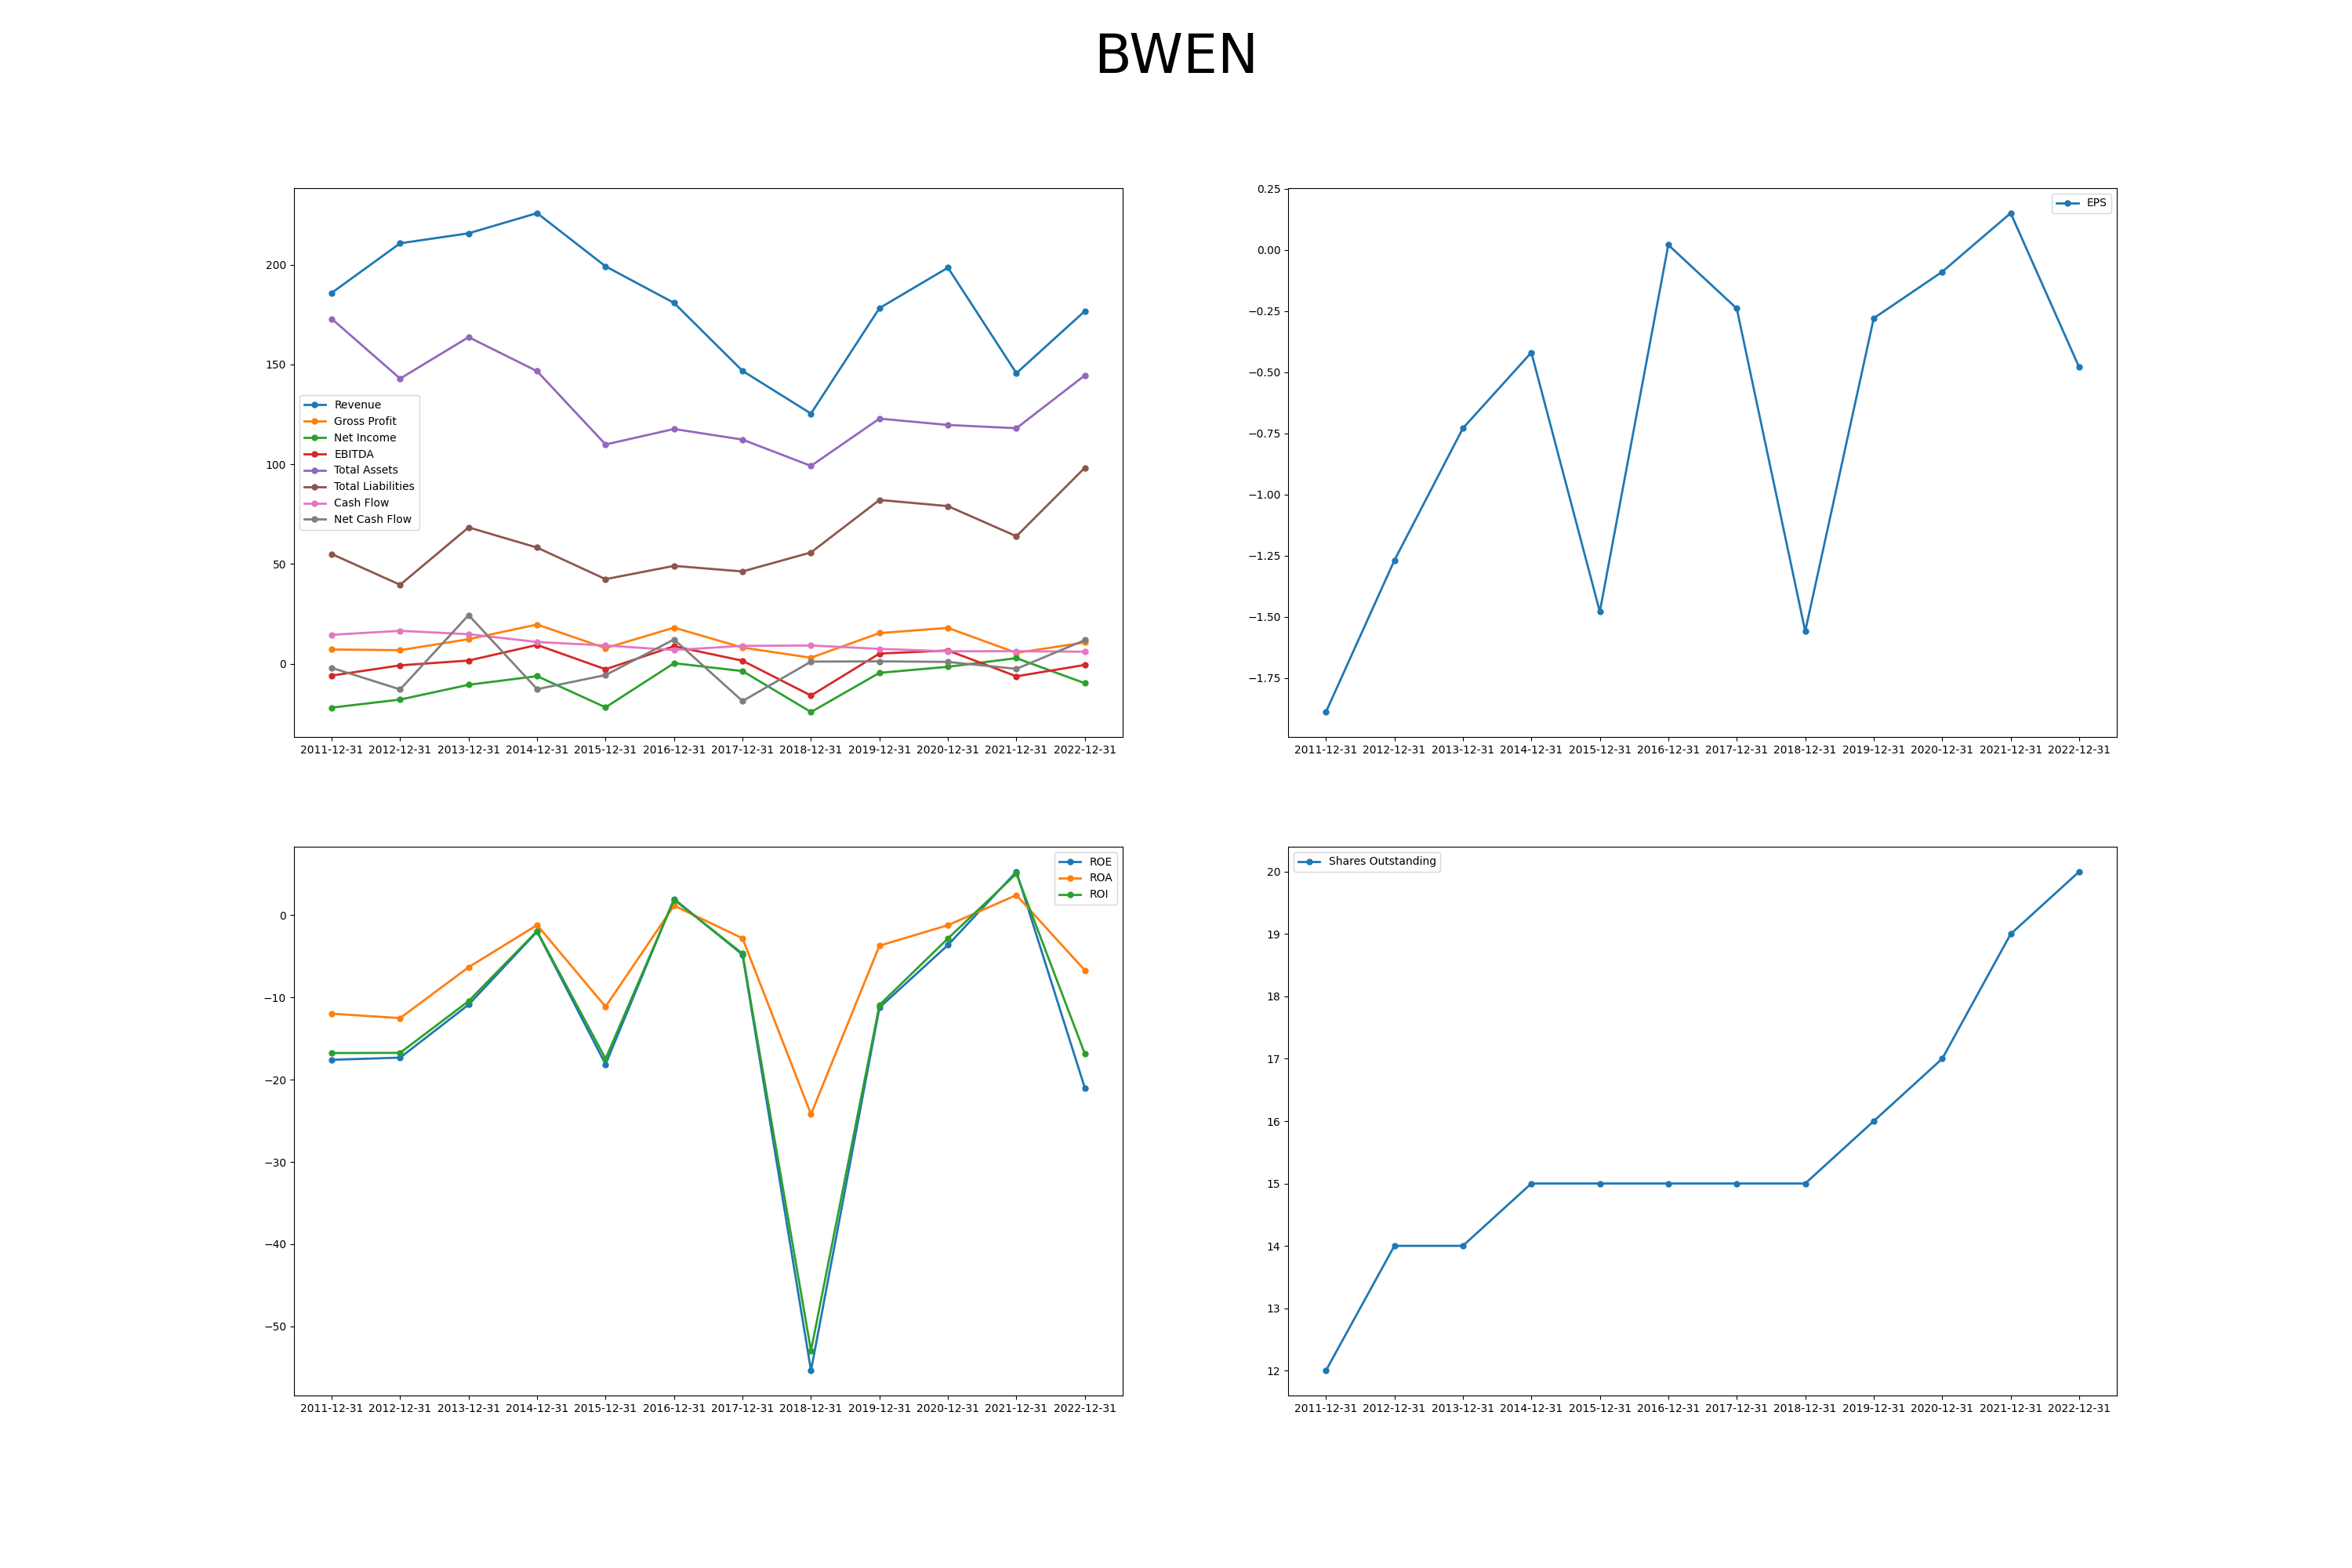 BWEN
200
150
100
50
0
Revenue
Gross Profit
Net Income
EBITDA
Total Assets
Total Liabilities
Cash Flow
Net Cash Flow
2011-12-31 2012-12-31 2013-12-31 2014-12-31 2015-12-31 2016-12-31 2017-12-31 2018-12-31 2019-12-31 2020-12-31 2021-12-31 2022-12-31
0.25
0.00
−0.25
−0.50
−0.75
−1.00
−1.25
−1.50
−1.75
EPS
2011-12-31 2012-12-31 2013-12-31 2014-12-31 2015-12-31 2016-12-31 2017-12-31 2018-12-31 2019-12-31 2020-12-31 2021-12-31 2022-12-31
0
−10
−20
−30
−40
−50
ROE
ROA
ROI
2011-12-31 2012-12-31 2013-12-31 2014-12-31 2015-12-31 2016-12-31 2017-12-31 2018-12-31 2019-12-31 2020-12-31 2021-12-31 2022-12-31
20
19
18
17
16
15
14
13
12
Shares Outstanding
2011-12-31 2012-12-31 2013-12-31 2014-12-31 2015-12-31 2016-12-31 2017-12-31 2018-12-31 2019-12-31 2020-12-31 2021-12-31 2022-12-31